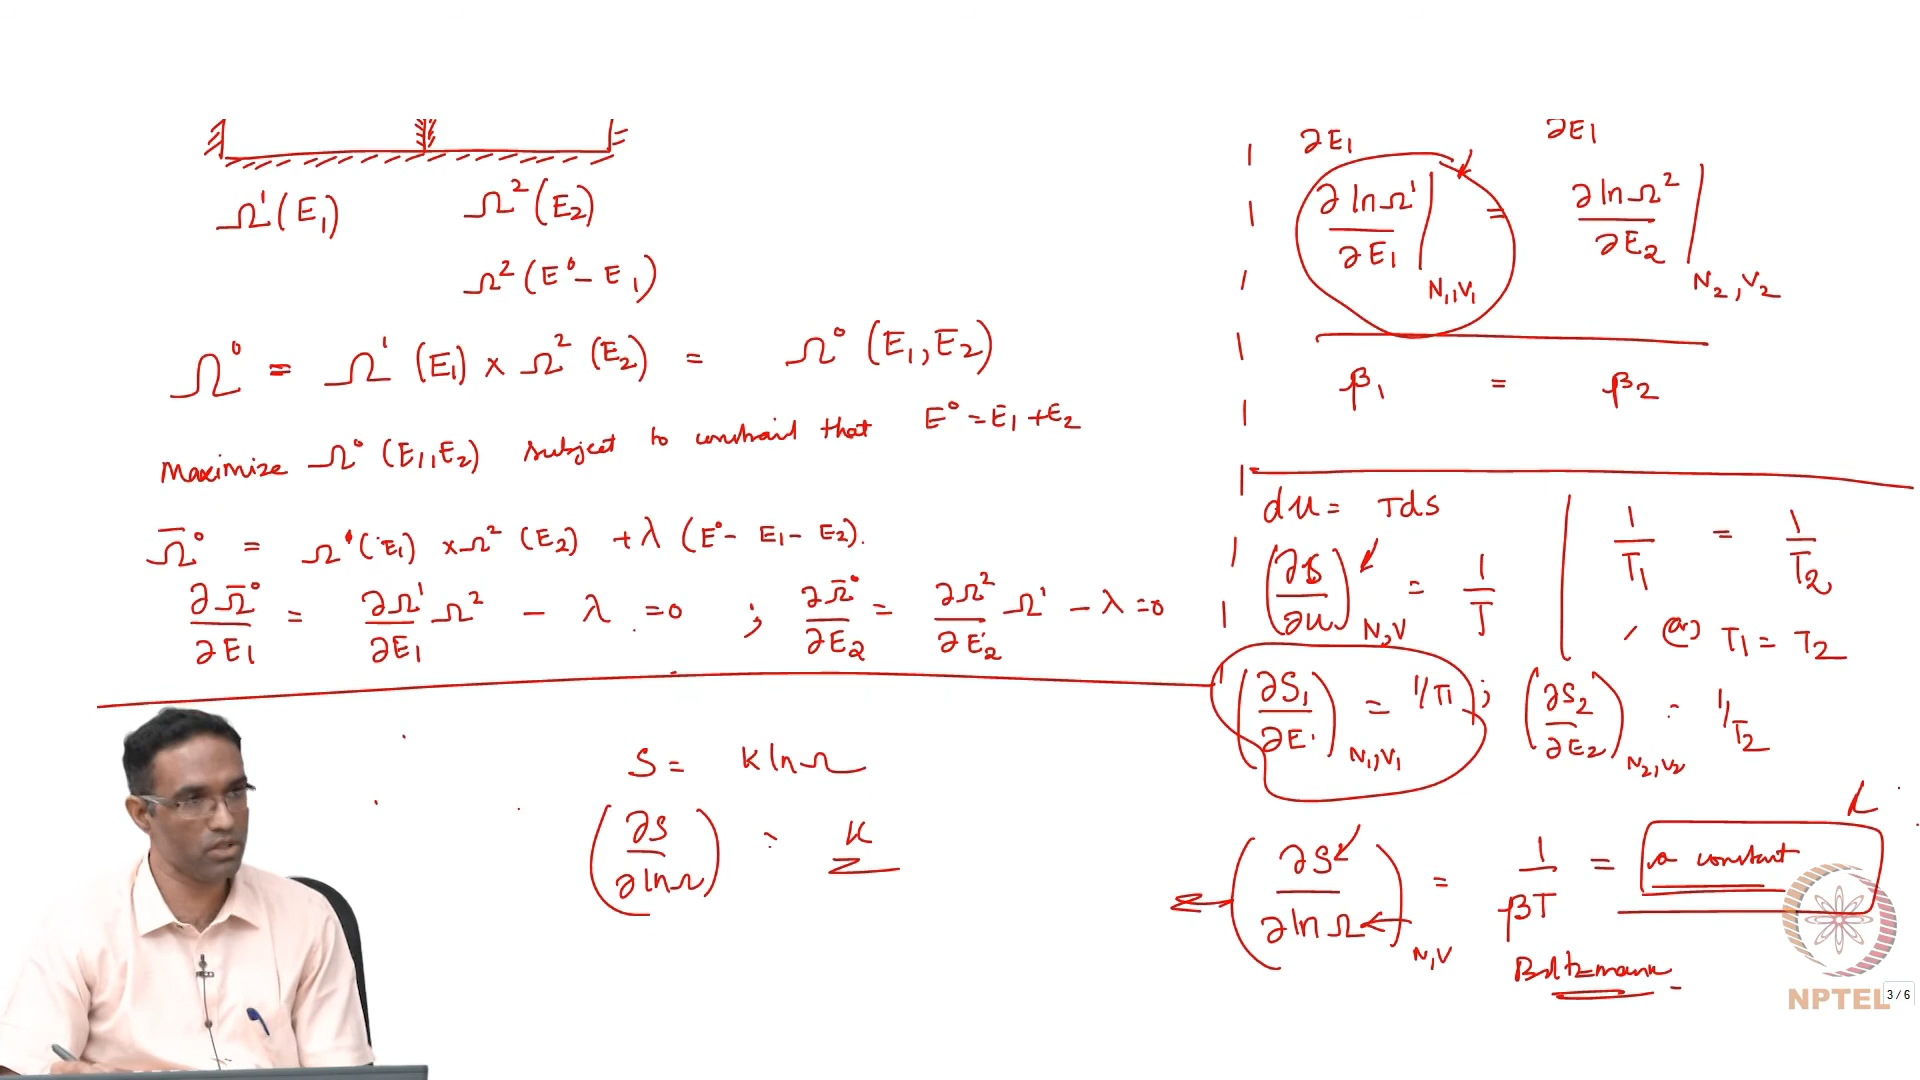 Ω¹(E₁) Ω²(E₂)
Ω²(E⁰ - E₁)
Ω⁰ = Ω¹ (E₁) x Ω² (E₂) = Ω⁰ (E₁, E₂)
Maximize Ω⁰ (E₁, E₂) subject to constraint that E⁰ = E₁ + E₂
Ω̄⁰ = Ω¹(E₁) x Ω² (E₂) + λ (E⁰ - E₁ - E₂).
∂Ω̄⁰/∂E₁ = ∂Ω¹/∂E₁ Ω² - λ = 0 ; ∂Ω̄⁰/∂E₂ = ∂Ω²/∂E₂ Ω¹ - λ = 0
S = k ln Ω
(∂S/∂lnΩ) = k
∂E₁ ∂E₁
∂lnΩ¹/∂E₁ |N₁,V₁ = ∂lnΩ²/∂E₂ |N₂,V₂
β₁ = β₂
du = Tds
(∂S/∂u)N,V = 1/T
1/T₁ = 1/T₂
(or) T₁ = T₂
(∂S₁/∂E₁)N₁,V₁ = 1/T₁ ; (∂S₂/∂E₂)N₂,V₂ = 1/T₂
(∂S/∂lnΩ)N,V = 1/βT = a constant
Boltzmann
NPTEL
3 / 6